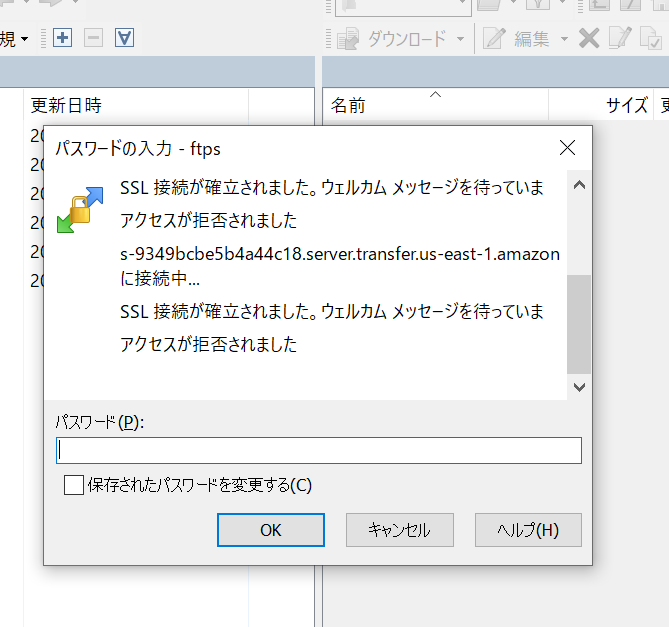 規
ダウンロード
編集
更新日時
名前
サイズ
パスワードの入力 - ftps
SSL 接続が確立されました。ウェルカム メッセージを待っていま
アクセスが拒否されました
s-9349bcbe5b4a44c18.server.transfer.us-east-1.amazon
に接続中...
SSL 接続が確立されました。ウェルカム メッセージを待っていま
アクセスが拒否されました
パスワード(P):
保存されたパスワードを変更する(C)
OK
キャンセル
ヘルプ(H)